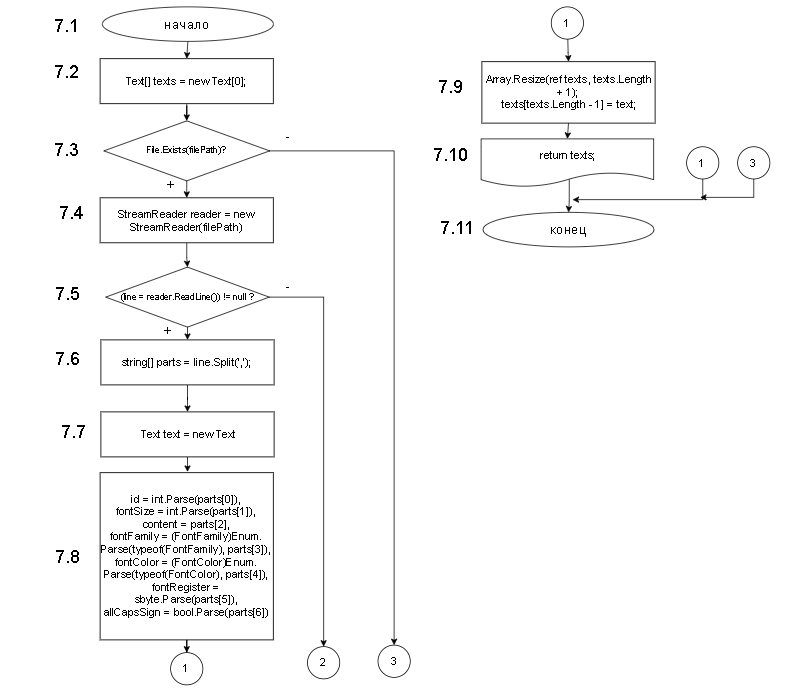 7.1
начало
7.2
Text[] texts = new Text[0];
7.3
File.Exists(filePath)?
-
+
7.4
StreamReader reader = new
StreamReader(filePath)
7.5
(line = reader.ReadLine()) != null ?
-
+
7.6
string[] parts = line.Split(',');
7.7
Text text = new Text
7.8
id = int.Parse(parts[0]),
fontSize = int.Parse(parts[1]),
content = parts[2],
fontFamily = (FontFamily)Enum.
Parse(typeof(FontFamily), parts[3]),
fontColor = (FontColor)Enum.
Parse(typeof(FontColor), parts[4]),
fontRegister =
sbyte.Parse(parts[5]),
allCapsSign = bool.Parse(parts[6])
1
2
3
1
7.9
Array.Resize(ref texts, texts.Length
+ 1);
texts[texts.Length - 1] = text;
7.10
return texts;
1
3
7.11
конец